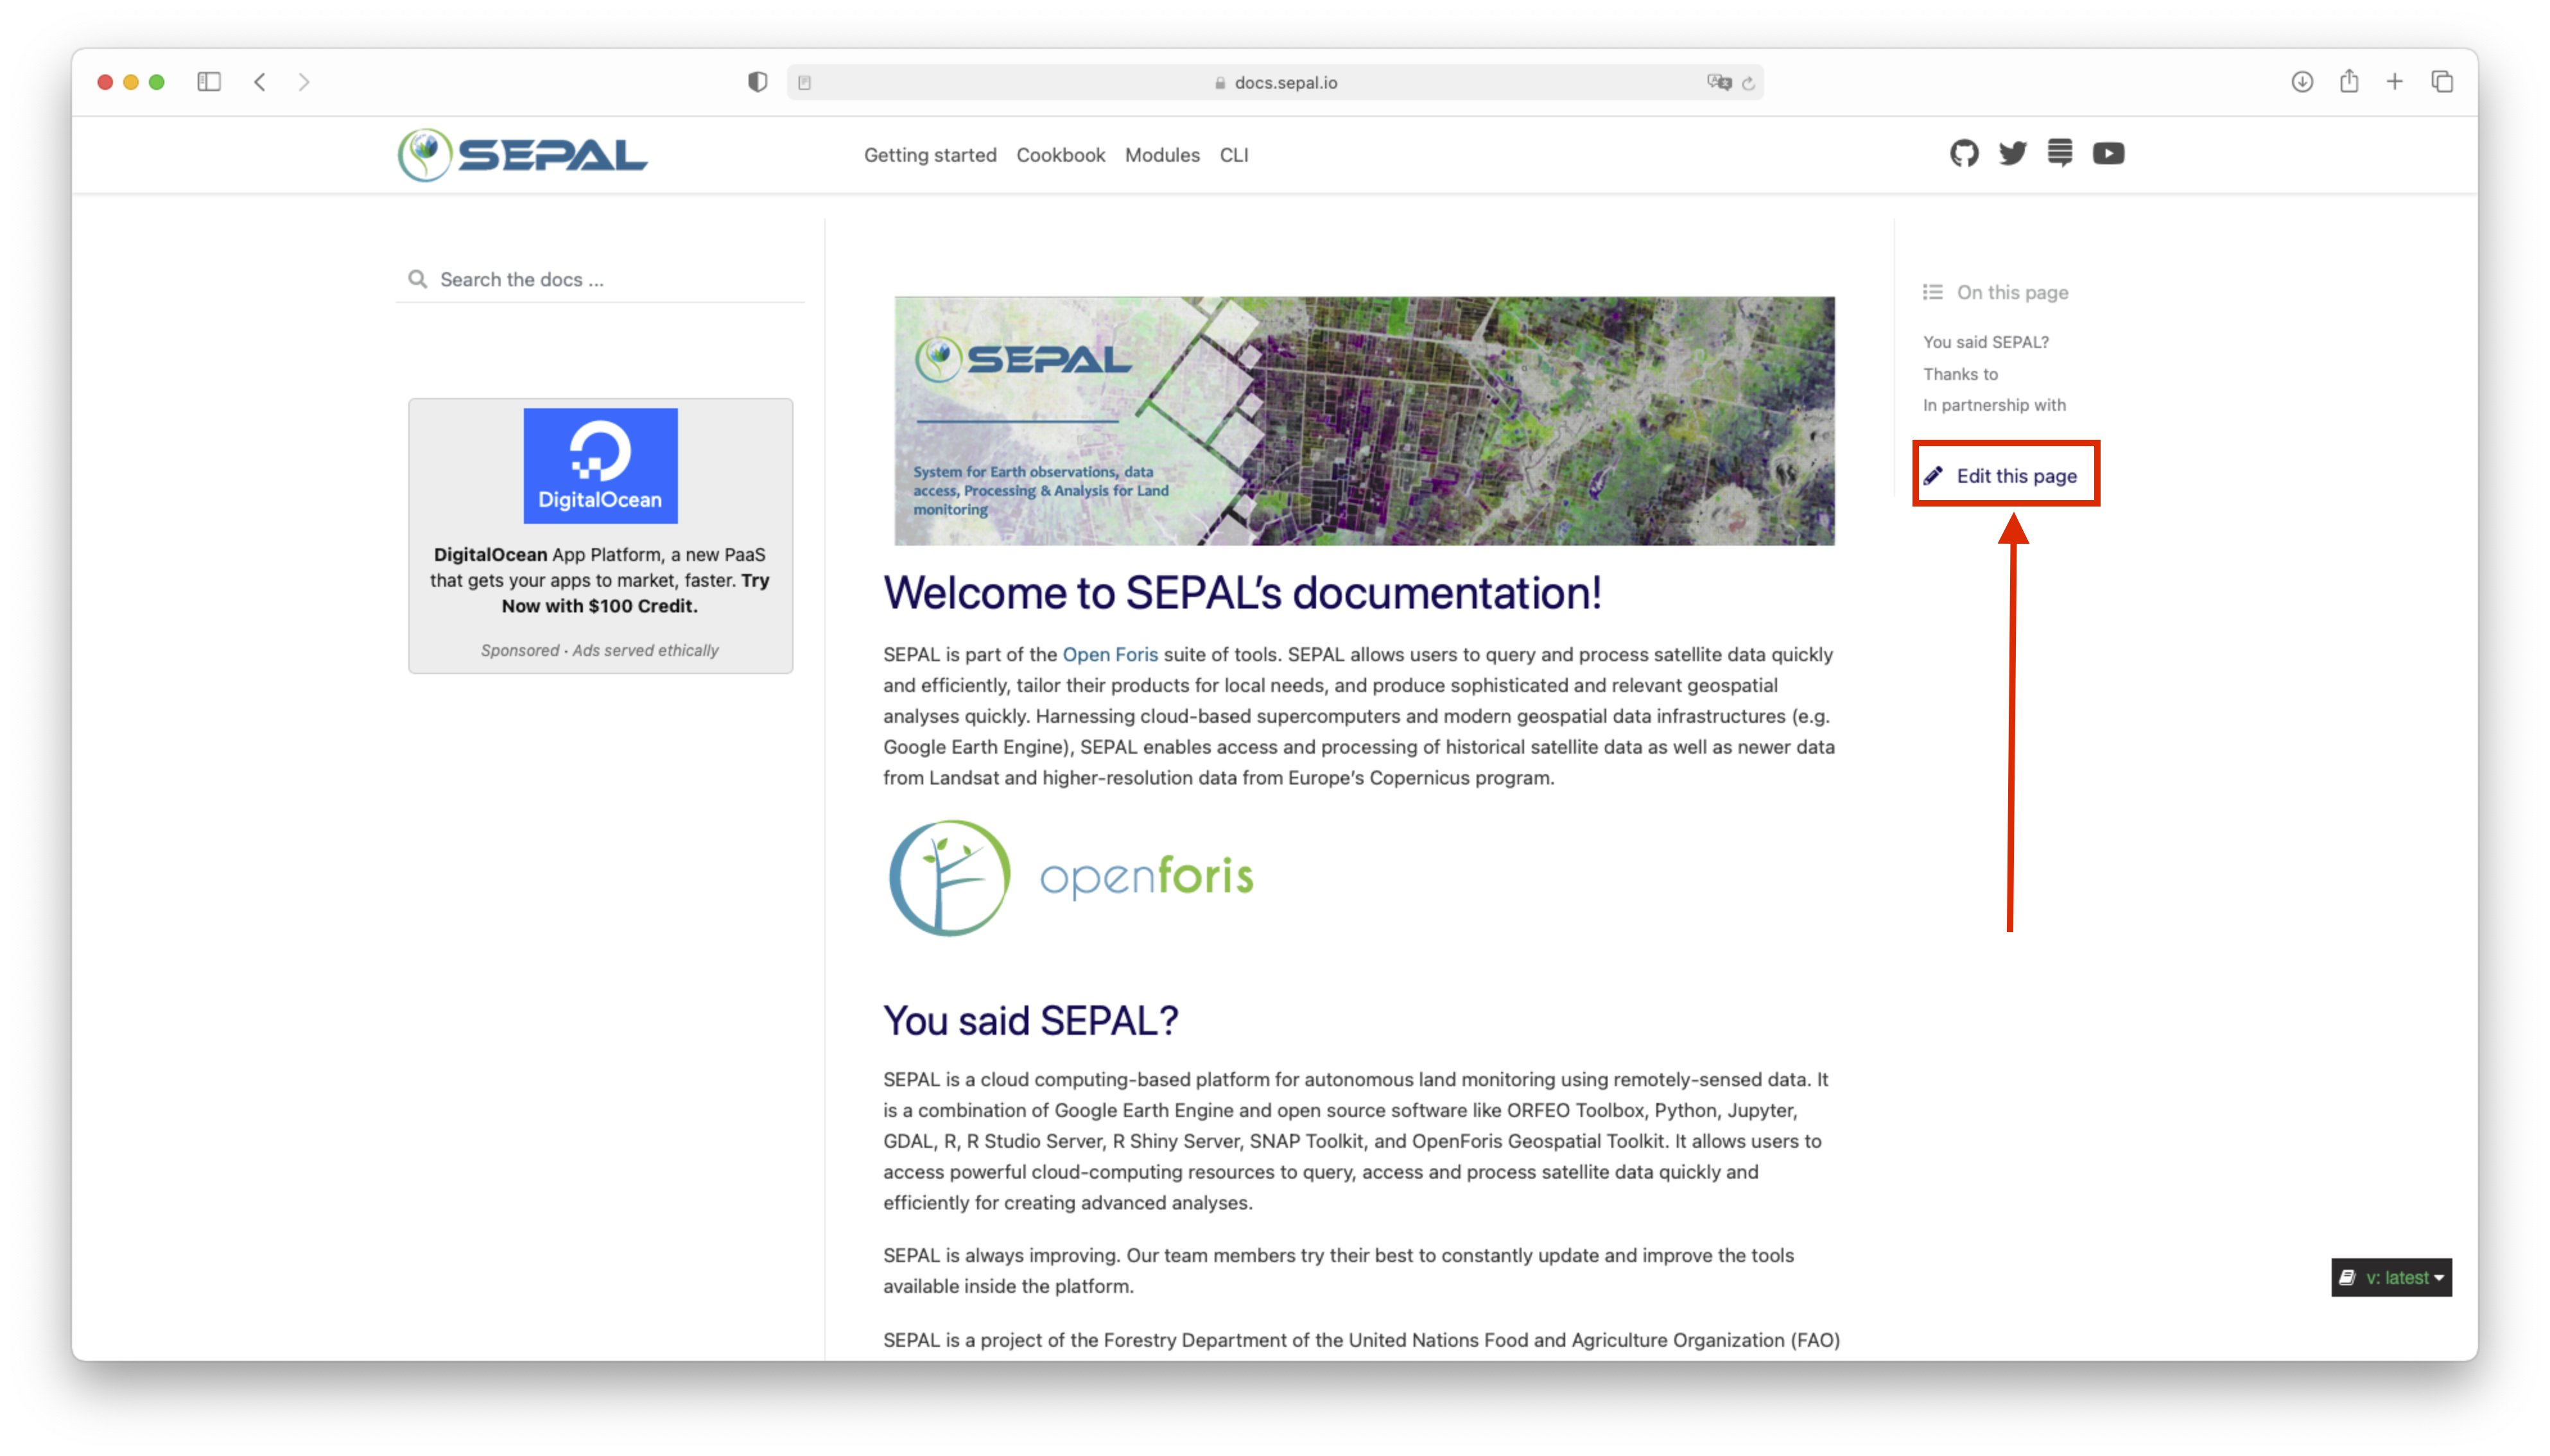 docs.sepal.io
SEPAL
Getting started Cookbook Modules CLI
Search the docs ...
DigitalOcean
DigitalOcean App Platform, a new PaaS
that gets your apps to market, faster. Try
Now with $100 Credit.
Sponsored · Ads served ethically
SEPAL
System for Earth observations, data
access, Processing & Analysis for Land
monitoring
Welcome to SEPAL’s documentation!
SEPAL is part of the Open Foris suite of tools. SEPAL allows users to query and process satellite data quickly
and efficiently, tailor their products for local needs, and produce sophisticated and relevant geospatial
analyses quickly. Harnessing cloud-based supercomputers and modern geospatial data infrastructures (e.g.
Google Earth Engine), SEPAL enables access and processing of historical satellite data as well as newer data
from Landsat and higher-resolution data from Europe’s Copernicus program.
openforis
You said SEPAL?
SEPAL is a cloud computing-based platform for autonomous land monitoring using remotely-sensed data. It
is a combination of Google Earth Engine and open source software like ORFEO Toolbox, Python, Jupyter,
GDAL, R, R Studio Server, R Shiny Server, SNAP Toolkit, and OpenForis Geospatial Toolkit. It allows users to
access powerful cloud-computing resources to query, access and process satellite data quickly and
efficiently for creating advanced analyses.
SEPAL is always improving. Our team members try their best to constantly update and improve the tools
available inside the platform.
SEPAL is a project of the Forestry Department of the United Nations Food and Agriculture Organization (FAO)
On this page
You said SEPAL?
Thanks to
In partnership with
Edit this page
v: latest